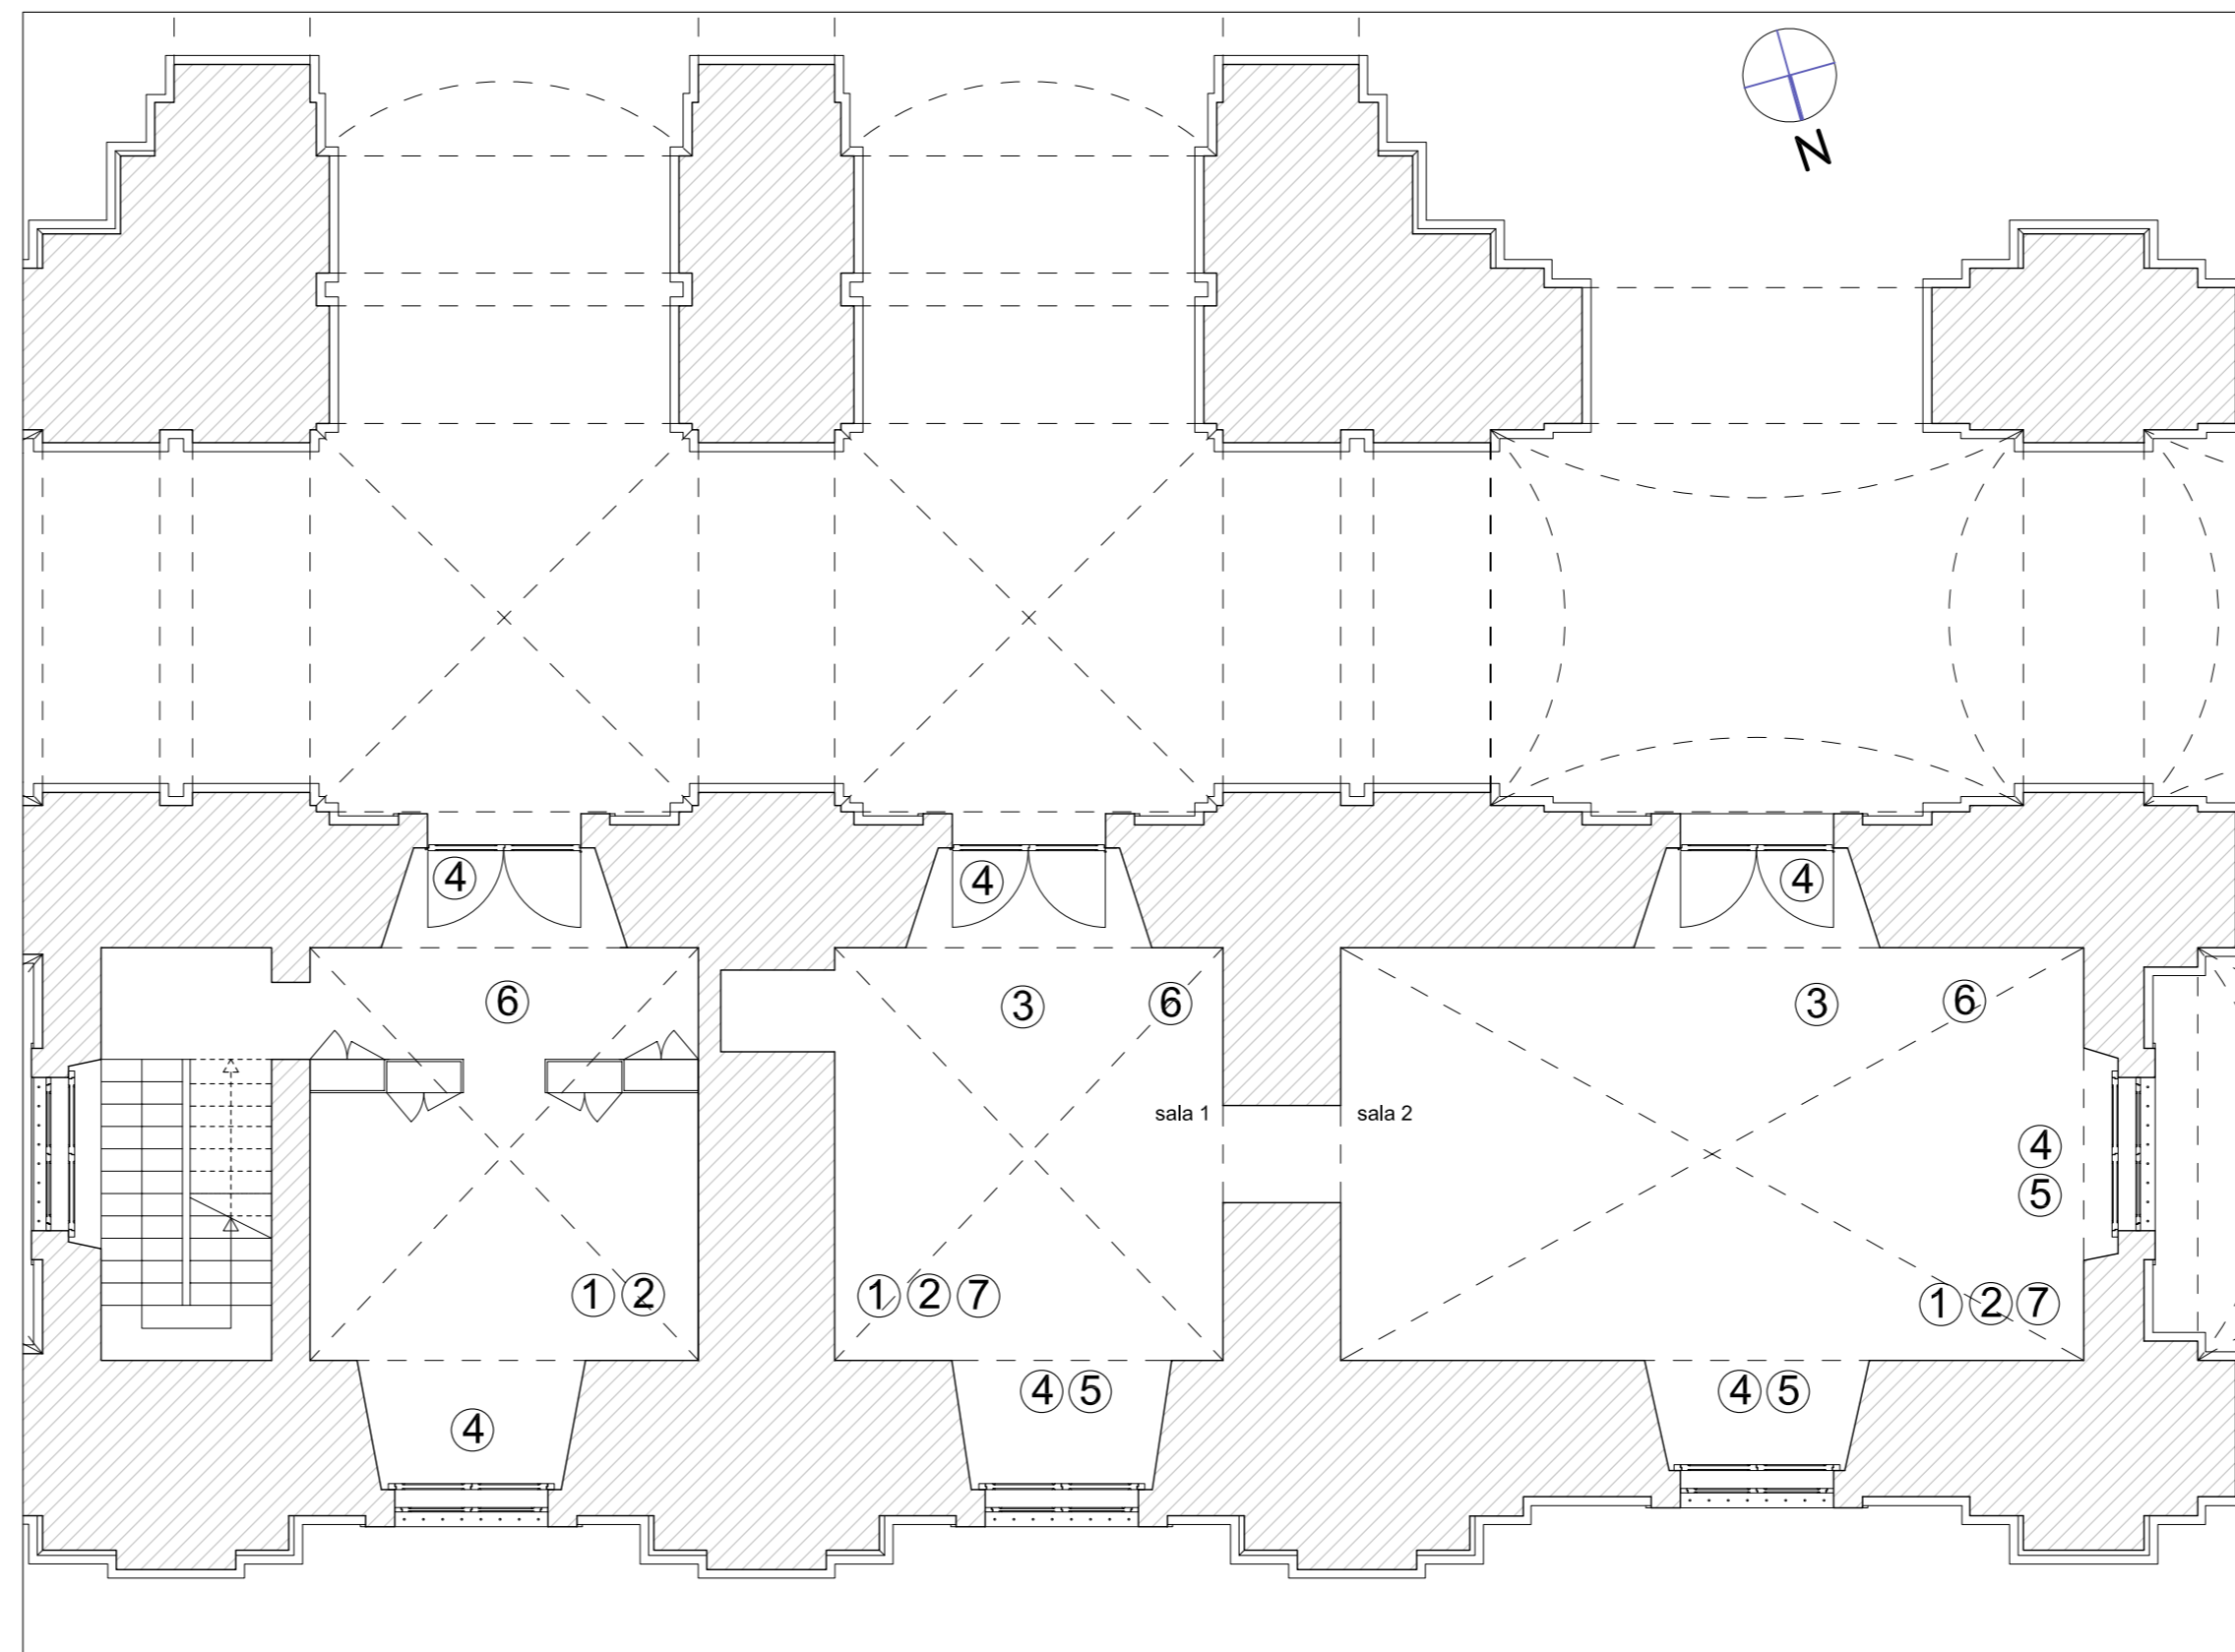 N
④
④
④
⑥
③
⑥
③
⑥
sala 1
sala 2
④
⑤
① ②
① ② ⑦
① ② ⑦
④ ⑤
④ ⑤
④